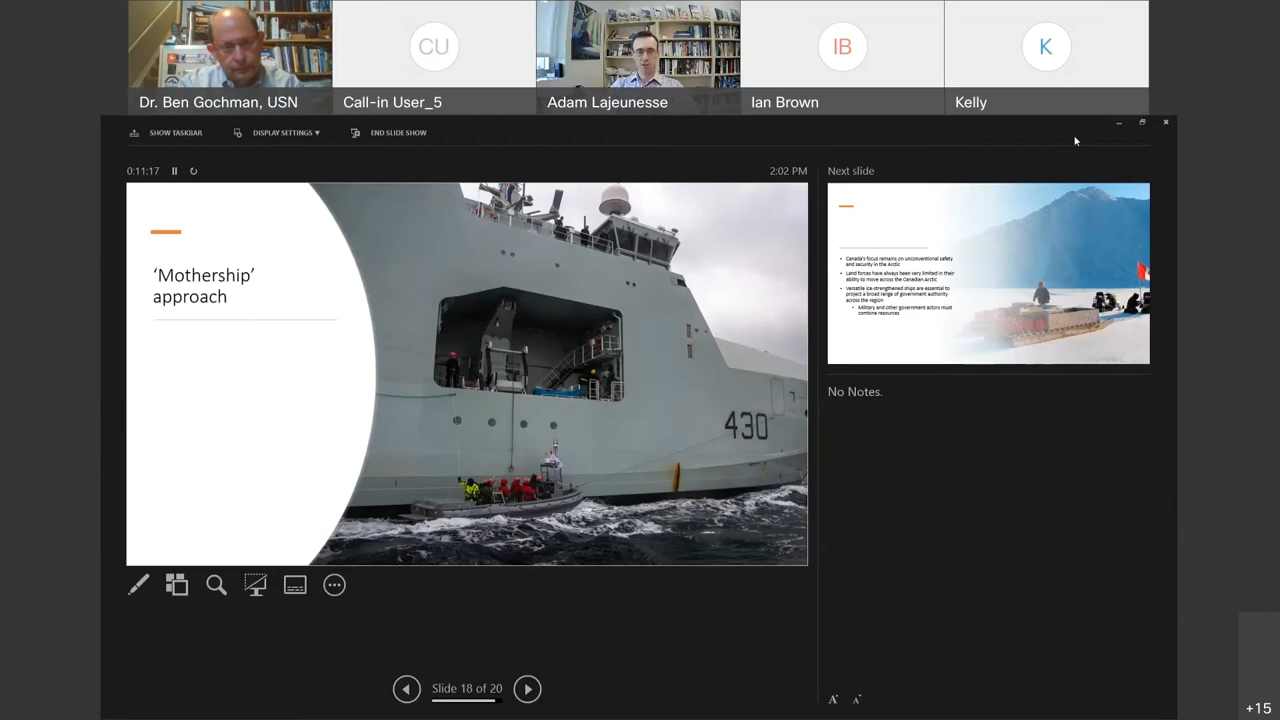 CU
IB
K
Dr. Ben Gochman, USN
Call-in User_5
Adam Lajeunesse
Ian Brown
Kelly
SHOW TASKBAR
DISPLAY SETTINGS ▼
END SLIDE SHOW
0:11:17
2:02 PM
Next slide
‘Mothership’
approach
430
• Canada's focus remains on unconventional safety
and security in the Arctic
• Land forces have always been very limited in their
ability to move across the Canadian Arctic
• Versatile ice-strengthened ships are essential to
project a broad range of government authority
across the region
• Military and other government actors must
combine resources
No Notes.
Slide 18 of 20
A A
+15